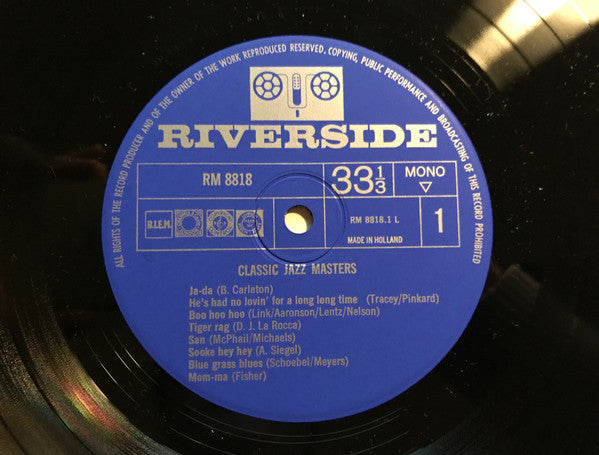 ALL RIGHTS OF THE RECORD PRODUCER AND OF THE OWNER OF THE WORK REPRODUCED RESERVED. COPYING, PUBLIC PERFORMANCE AND BROADCASTING OF THIS RECORD PROHIBITED
RIVERSIDE
RM 8818
33 1/3
MONO
B.I.E.M.
RM 8818.1 L
1
MADE IN HOLLAND
CLASSIC JAZZ MASTERS
Ja-da (B. Carleton)
He's had no lovin' for a long long time (Tracey/Pinkard)
Boo hoo hoo (Link/Aaronson/Lentz/Nelson)
Tiger rag (D. J. La Rocca)
San (McPhail/Michaels)
Sooke hey hey (A. Siegel)
Blue grass blues (Schoebel/Meyers)
Mom-ma (Fisher)